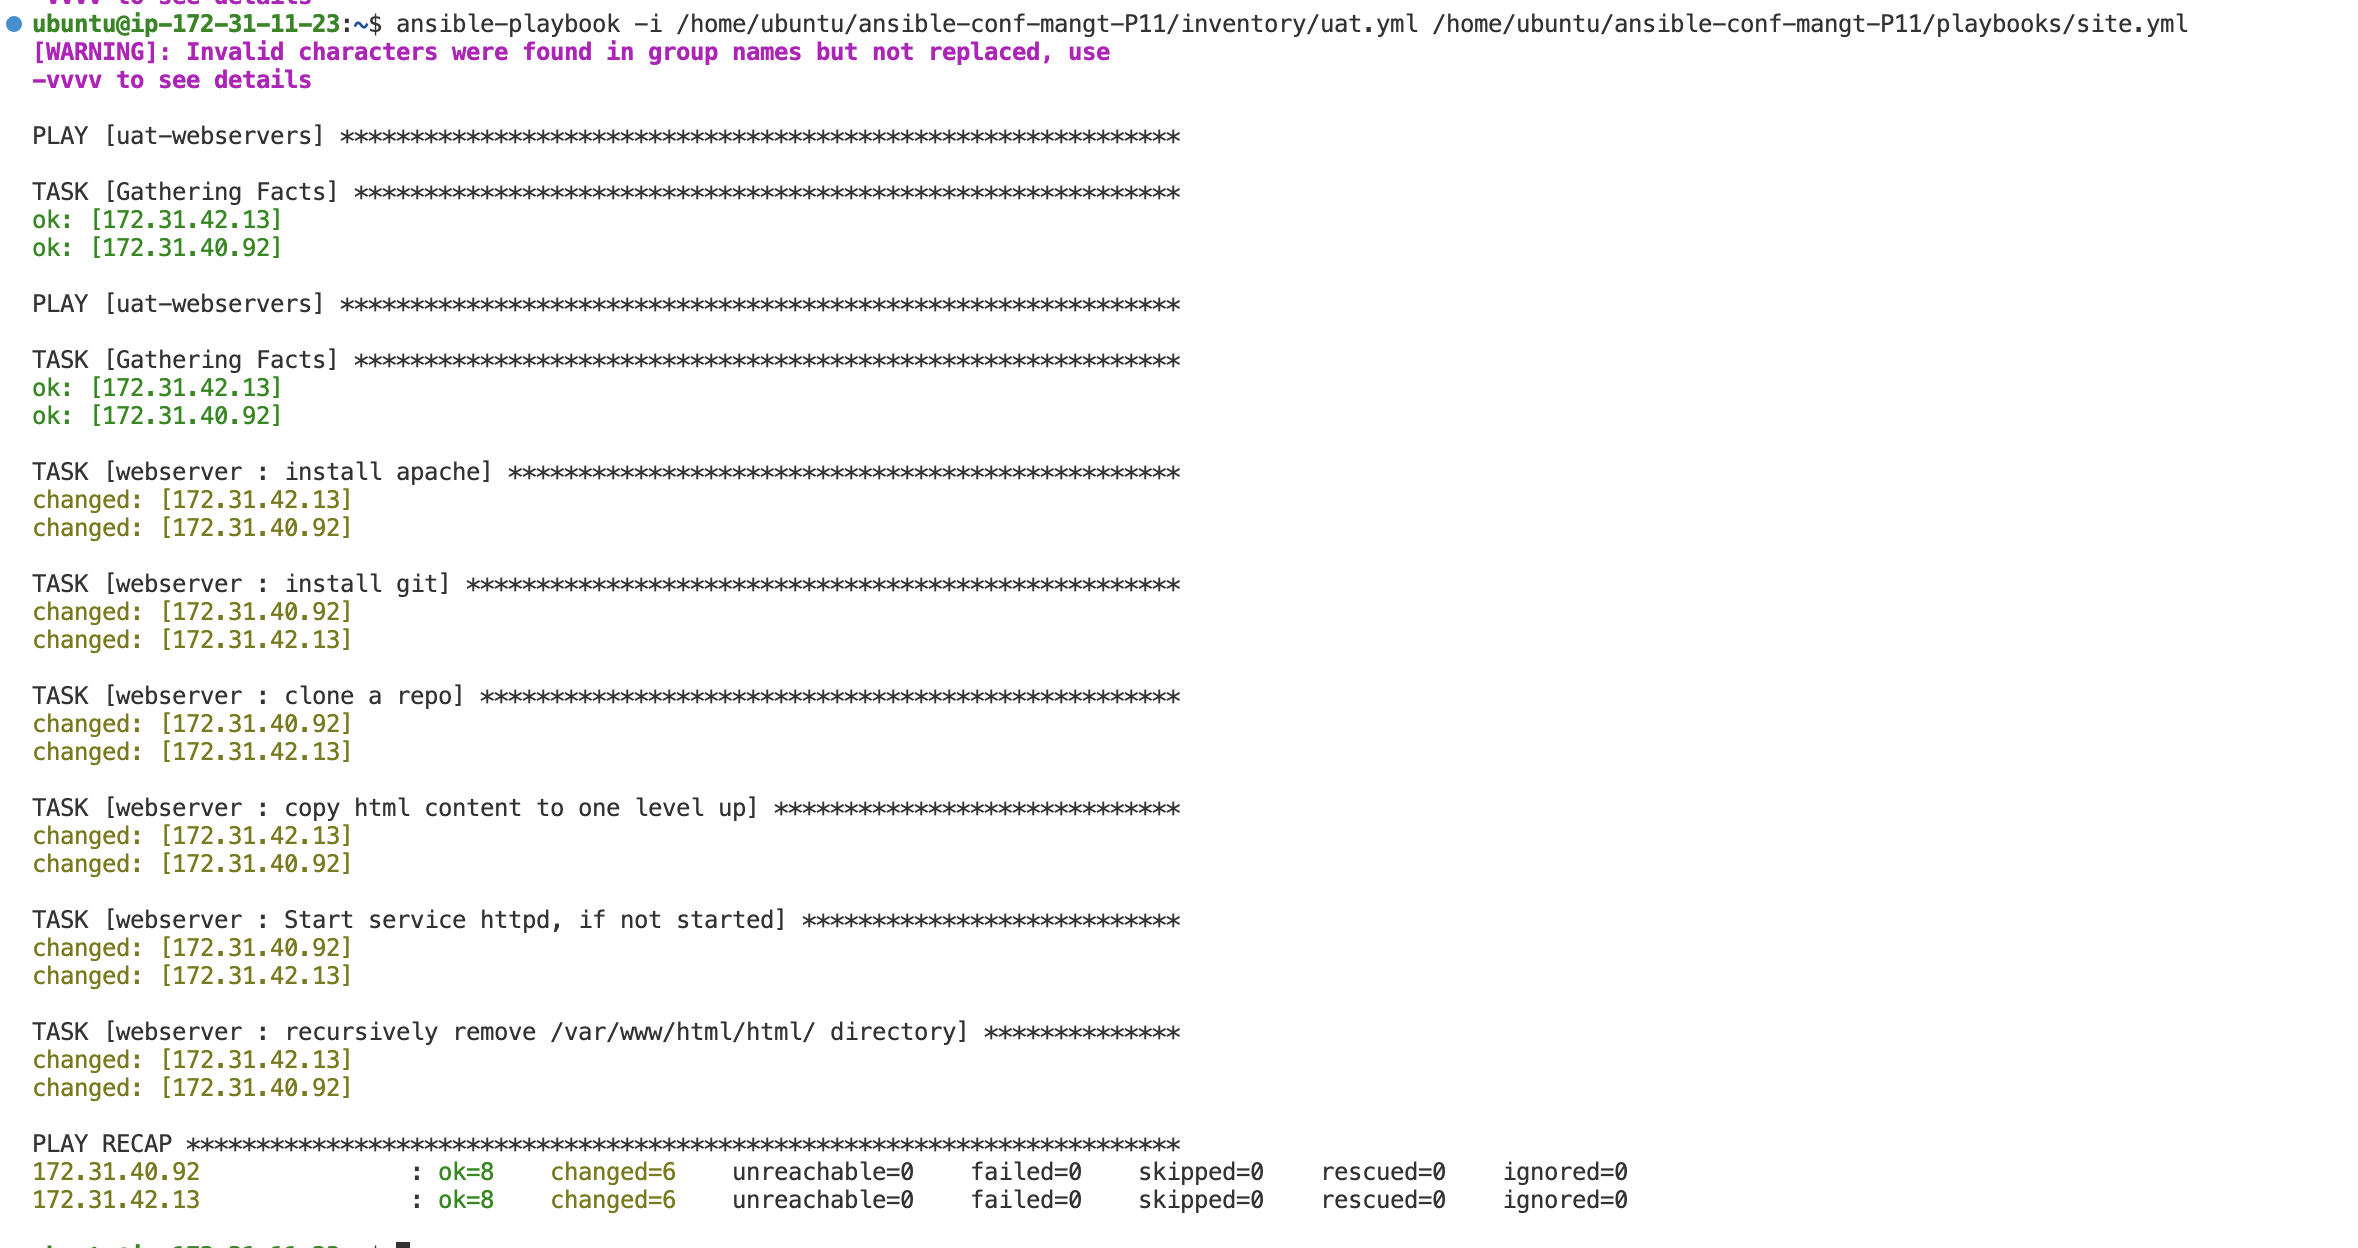 -vvvv to see details
ubuntu@ip-172-31-11-23:~$ ansible-playbook -i /home/ubuntu/ansible-conf-mangt-P11/inventory/uat.yml /home/ubuntu/ansible-conf-mangt-P11/playbooks/site.yml
[WARNING]: Invalid characters were found in group names but not replaced, use
-vvvv to see details
PLAY [uat-webservers] ************************************************************
TASK [Gathering Facts] ***********************************************************
ok: [172.31.42.13]
ok: [172.31.40.92]
PLAY [uat-webservers] ************************************************************
TASK [Gathering Facts] ***********************************************************
ok: [172.31.42.13]
ok: [172.31.40.92]
TASK [webserver : install apache] ************************************************
changed: [172.31.42.13]
changed: [172.31.40.92]
TASK [webserver : install git] ***************************************************
changed: [172.31.40.92]
changed: [172.31.42.13]
TASK [webserver : clone a repo] **************************************************
changed: [172.31.40.92]
changed: [172.31.42.13]
TASK [webserver : copy html content to one level up] *****************************
changed: [172.31.42.13]
changed: [172.31.40.92]
TASK [webserver : Start service httpd, if not started] ***************************
changed: [172.31.40.92]
changed: [172.31.42.13]
TASK [webserver : recursively remove /var/www/html/html/ directory] **************
changed: [172.31.42.13]
changed: [172.31.40.92]
PLAY RECAP ***********************************************************************
172.31.40.92 : ok=8 changed=6 unreachable=0 failed=0 skipped=0 rescued=0 ignored=0
172.31.42.13 : ok=8 changed=6 unreachable=0 failed=0 skipped=0 rescued=0 ignored=0